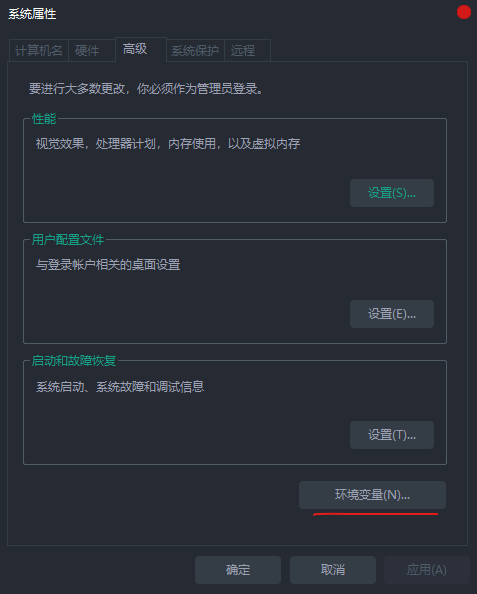 系统属性
计算机名 硬件 高级 系统保护 远程
要进行大多数更改，你必须作为管理员登录。
性能
视觉效果，处理器计划，内存使用，以及虚拟内存
设置(S)...
用户配置文件
与登录帐户相关的桌面设置
设置(E)...
启动和故障恢复
系统启动、系统故障和调试信息
设置(T)...
环境变量(N)...
确定 取消 应用(A)